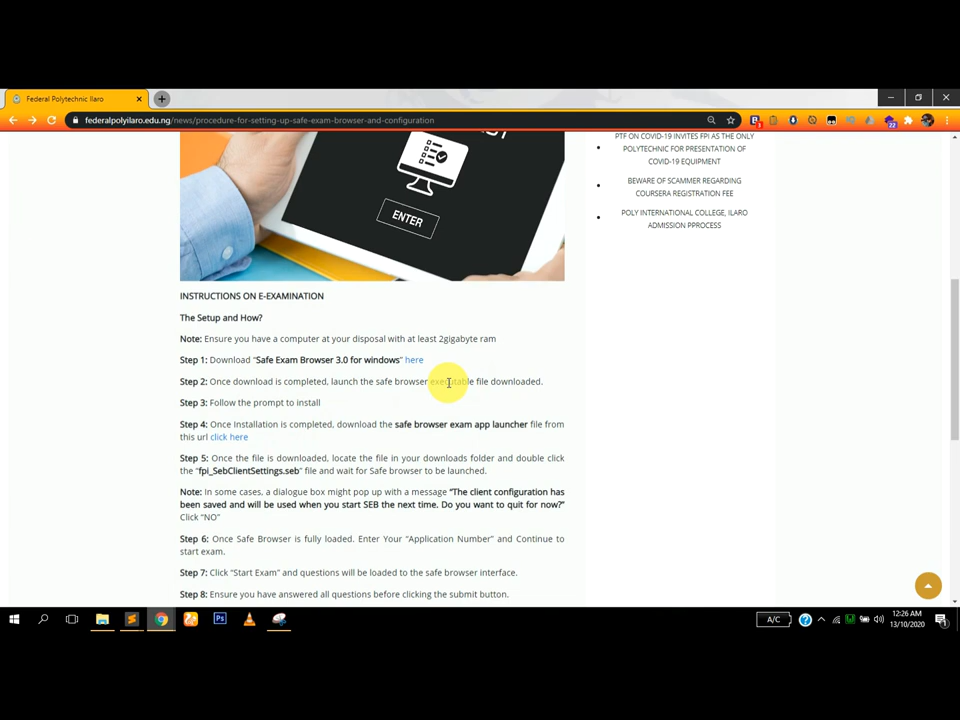 Federal Polytechnic Ilaro
federalpolyilaro.edu.ng/news/procedure-for-setting-up-safe-exam-browser-and-configuration
ENTER
PTF ON COVID-19 INVITES FPI AS THE ONLY
POLYTECHNIC FOR PRESENTATION OF
COVID-19 EQUIPMENT
BEWARE OF SCAMMER REGARDING
COURSERA REGISTRATION FEE
POLY INTERNATIONAL COLLEGE, ILARO
ADMISSION PPROCESS
INSTRUCTIONS ON E-EXAMINATION
The Setup and How?
Note: Ensure you have a computer at your disposal with at least 2gigabyte ram
Step 1: Download “Safe Exam Browser 3.0 for windows” here
Step 2: Once download is completed, launch the safe browser executable file downloaded.
Step 3: Follow the prompt to install
Step 4: Once Installation is completed, download the safe browser exam app launcher file from
this url click here
Step 5: Once the file is downloaded, locate the file in your downloads folder and double click
the “fpi_SebClientSettings.seb” file and wait for Safe browser to be launched.
Note: In some cases, a dialogue box might pop up with a message “The client configuration has
been saved and will be used when you start SEB the next time. Do you want to quit for now?”
Click “NO”
Step 6: Once Safe Browser is fully loaded. Enter Your “Application Number” and Continue to
start exam.
Step 7: Click “Start Exam” and questions will be loaded to the safe browser interface.
Step 8: Ensure you have answered all questions before clicking the submit button.
22
Ps
A/C
12:26 AM
13/10/2020